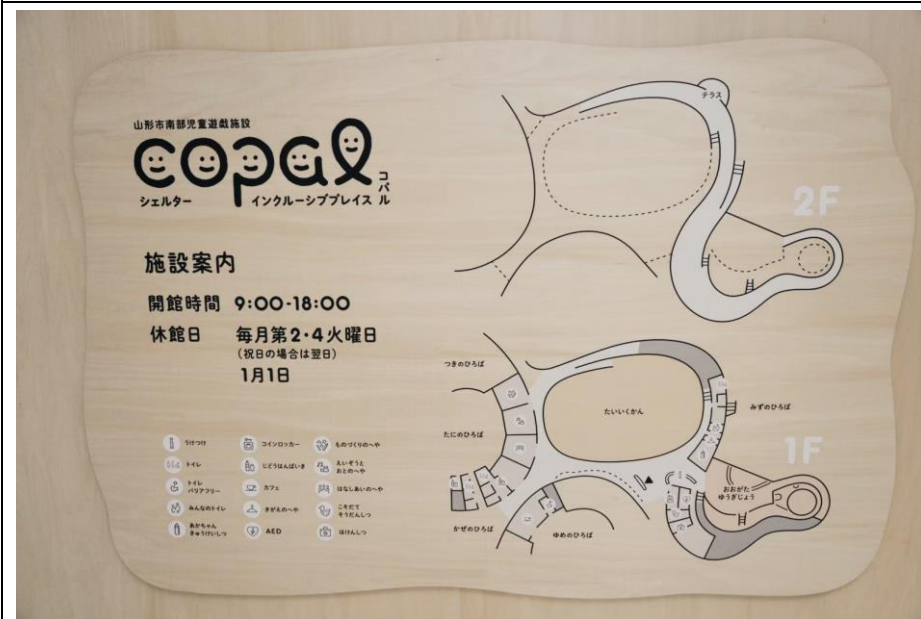 山形市南部児童遊戯施設
copal
コパル
シェルター インクルーシブプレイス
施設案内
開館時間 9:00-18:00
休館日 毎月第2・4火曜日
(祝日の場合は翌日)
1月1日
うけつけ
トイレ
トイレ
バリアフリー
みんなのトイレ
あかちゃん
きゅうけいしつ
コインロッカー
じどうはんばいき
カフェ
きがえのへや
AED
ものづくりのへや
えいぞうと
おとのへや
はなしあいのへや
こそだて
そうだんしつ
ほけんしつ
テラス
2F
つきのひろば
たにのひろば
かぜのひろば
ゆめのひろば
たいいくかん
みずのひろば
1F
おおがた
ゆうぎじょう